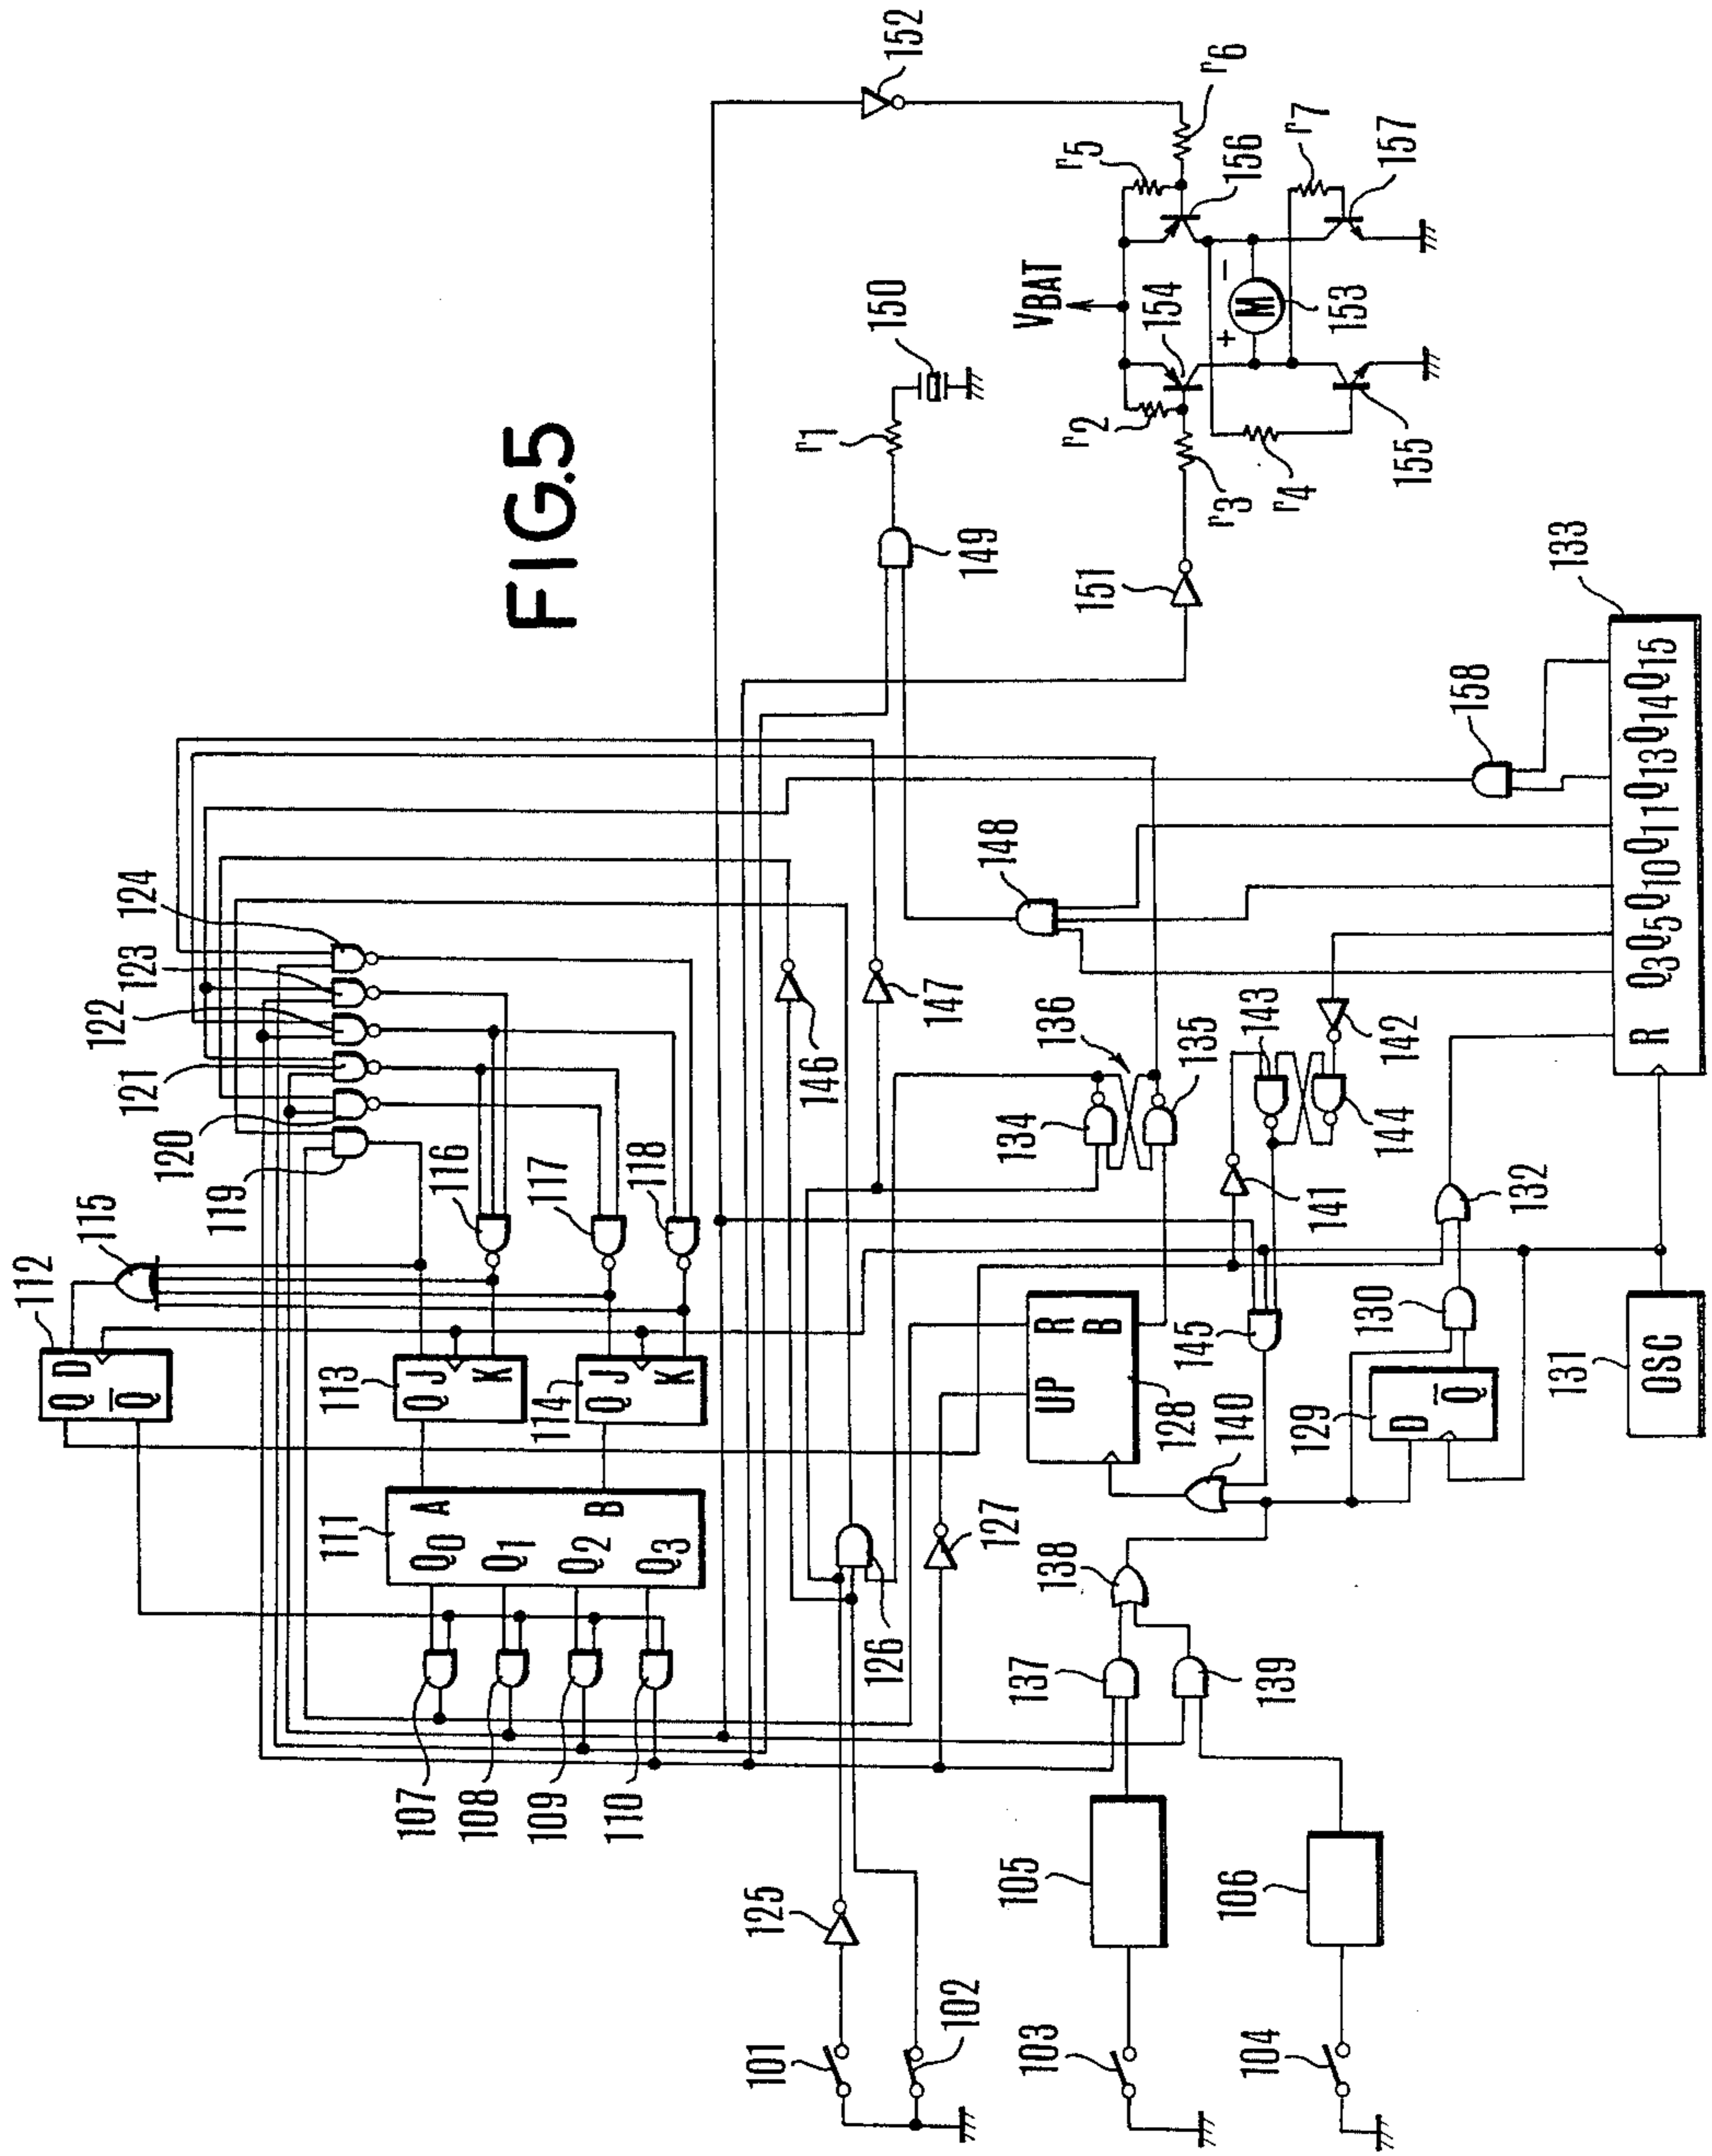 FIG.5
112
Q D
Q̅
115
119
120
121
122
123
124
113
Q J
K
116
117
118
114
Q J
K
111
A
B
Q0
Q1
Q2
Q3
107
108
109
110
152
r1
150
149
VBAT
r2
r3
r4
r5
r6
r7
154
155
156
157
+
M
−
153
151
125
126
127
146
147
101
102
103
104
105
106
128
UP
R
B
134
135
136
137
138
139
140
141
142
143
144
145
148
158
129
D
Q̅
130
131
OSC
132
133
R
Q3 Q5 Q10 Q11 Q13 Q14 Q15